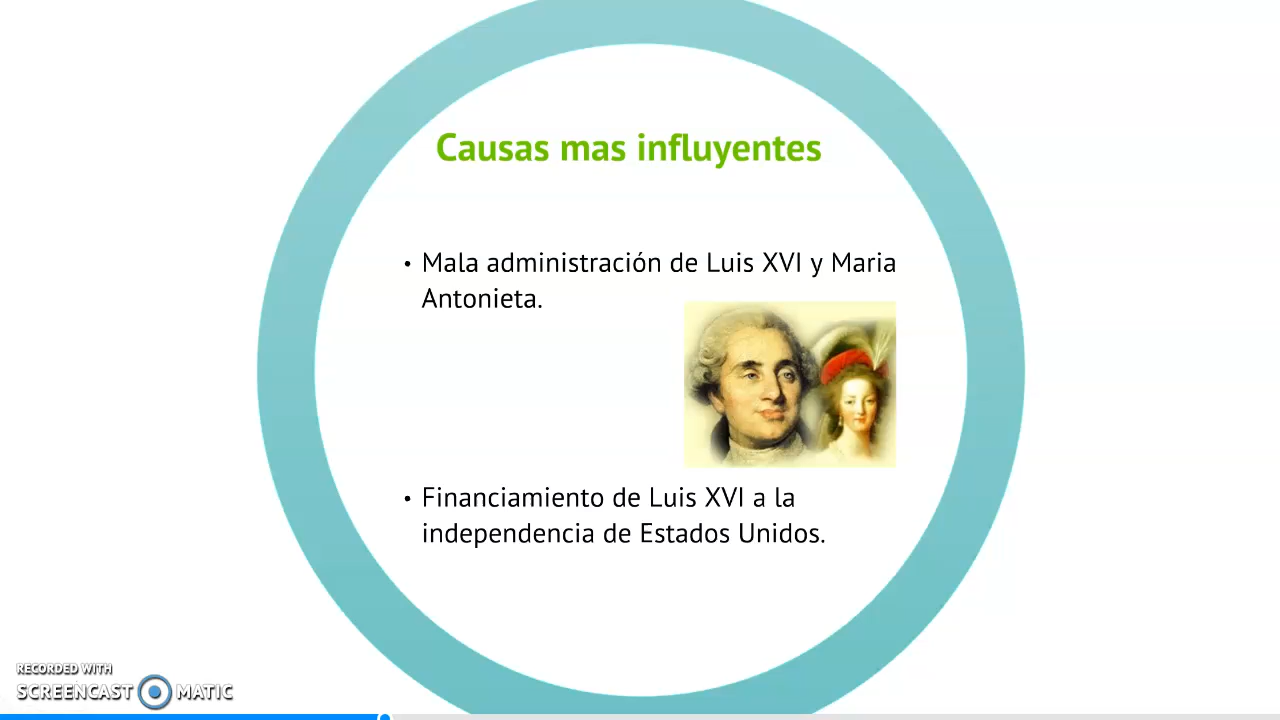 Causas mas influyentes
• Mala administración de Luis XVI y Maria
Antonieta.
• Financiamiento de Luis XVI a la
independencia de Estados Unidos.
RECORDED WITH
SCREENCAST MATIC